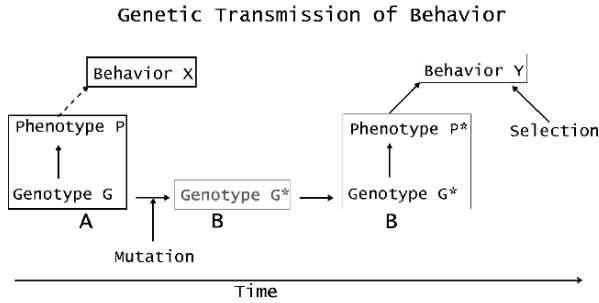 Genetic Transmission of Behavior
Behavior X
Behavior Y
Phenotype P
Phenotype P*
Selection
Genotype G
Genotype G*
Genotype G*
A
B
B
Mutation
Time